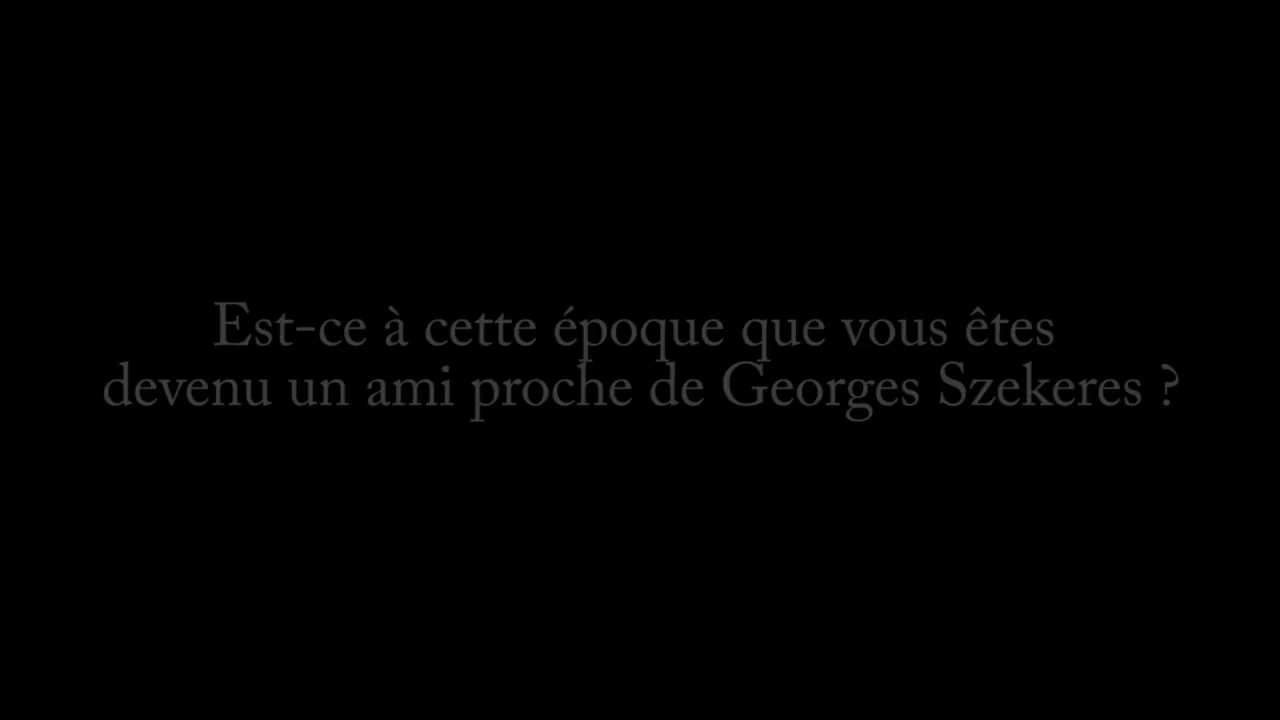 Est-ce à cette époque que vous êtes
devenu un ami proche de Georges Szekeres ?